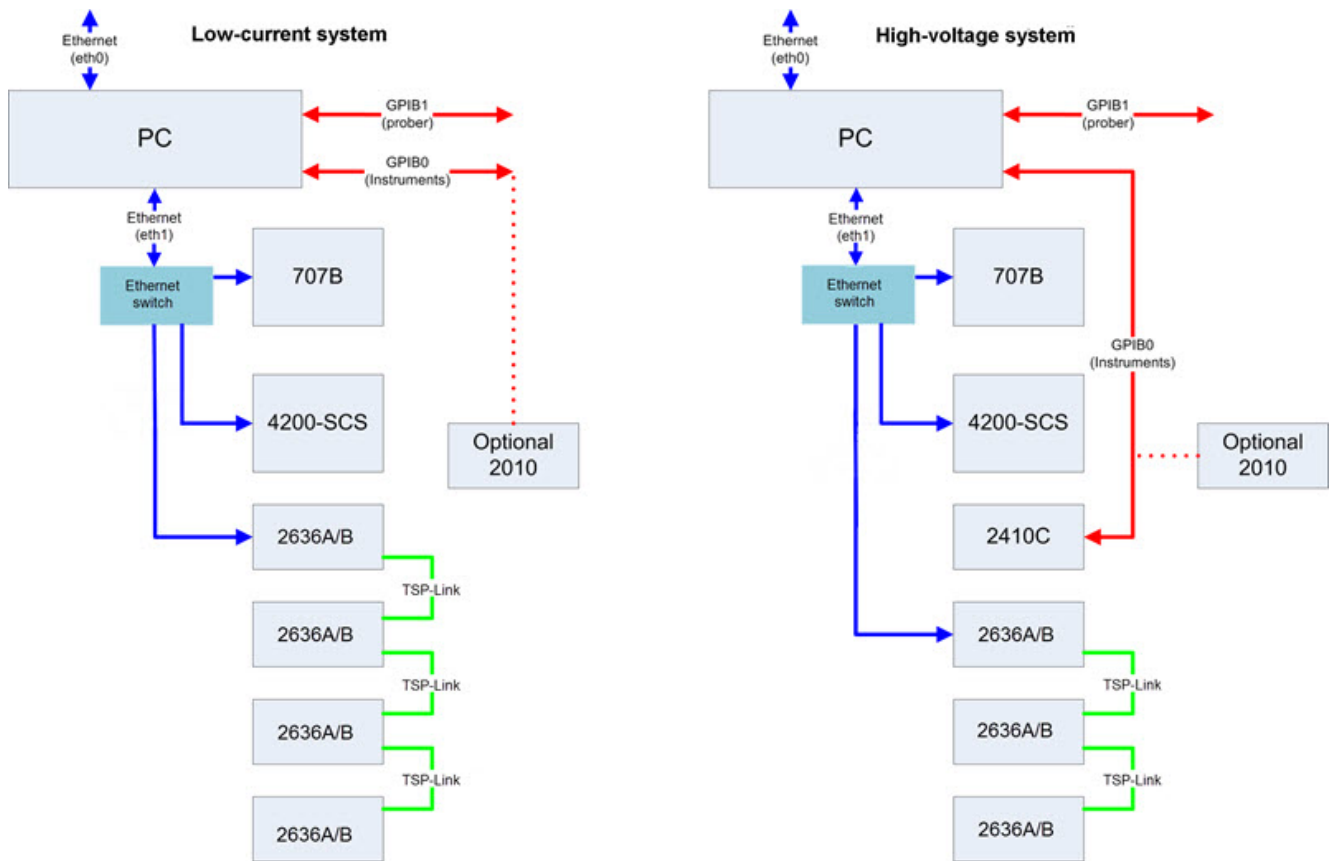 Low-current system
Ethernet
(eth0)
PC
GPIB1
(prober)
GPIB0
(Instruments)
Ethernet
(eth1)
Ethernet
switch
707B
4200-SCS
Optional
2010
2636A/B
TSP-Link
2636A/B
TSP-Link
2636A/B
TSP-Link
2636A/B
High-voltage system
Ethernet
(eth0)
PC
GPIB1
(prober)
Ethernet
(eth1)
Ethernet
switch
707B
GPIB0
(Instruments)
4200-SCS
Optional
2010
2410C
2636A/B
TSP-Link
2636A/B
TSP-Link
2636A/B